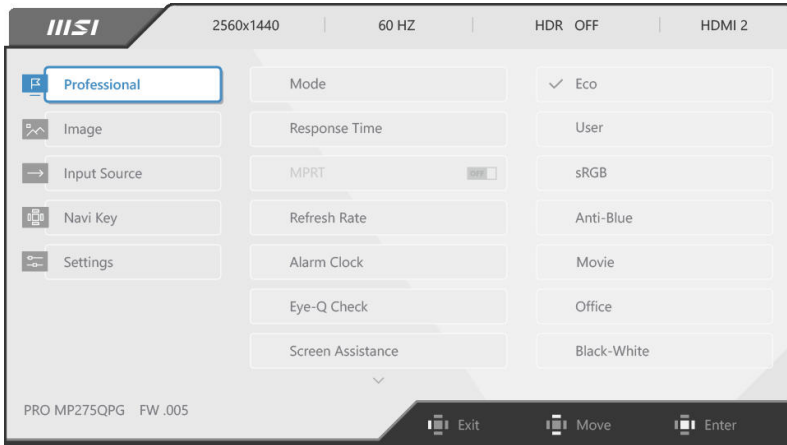 msi 2560x1440 60 HZ HDR OFF HDMI 2
Professional Mode Eco
Image Response Time User
Input Source MPRT OFF sRGB
Navi Key Refresh Rate Anti-Blue
Settings Alarm Clock Movie
Eye-Q Check Office
Screen Assistance Black-White
PRO MP275QPG FW .005
Exit Move Enter